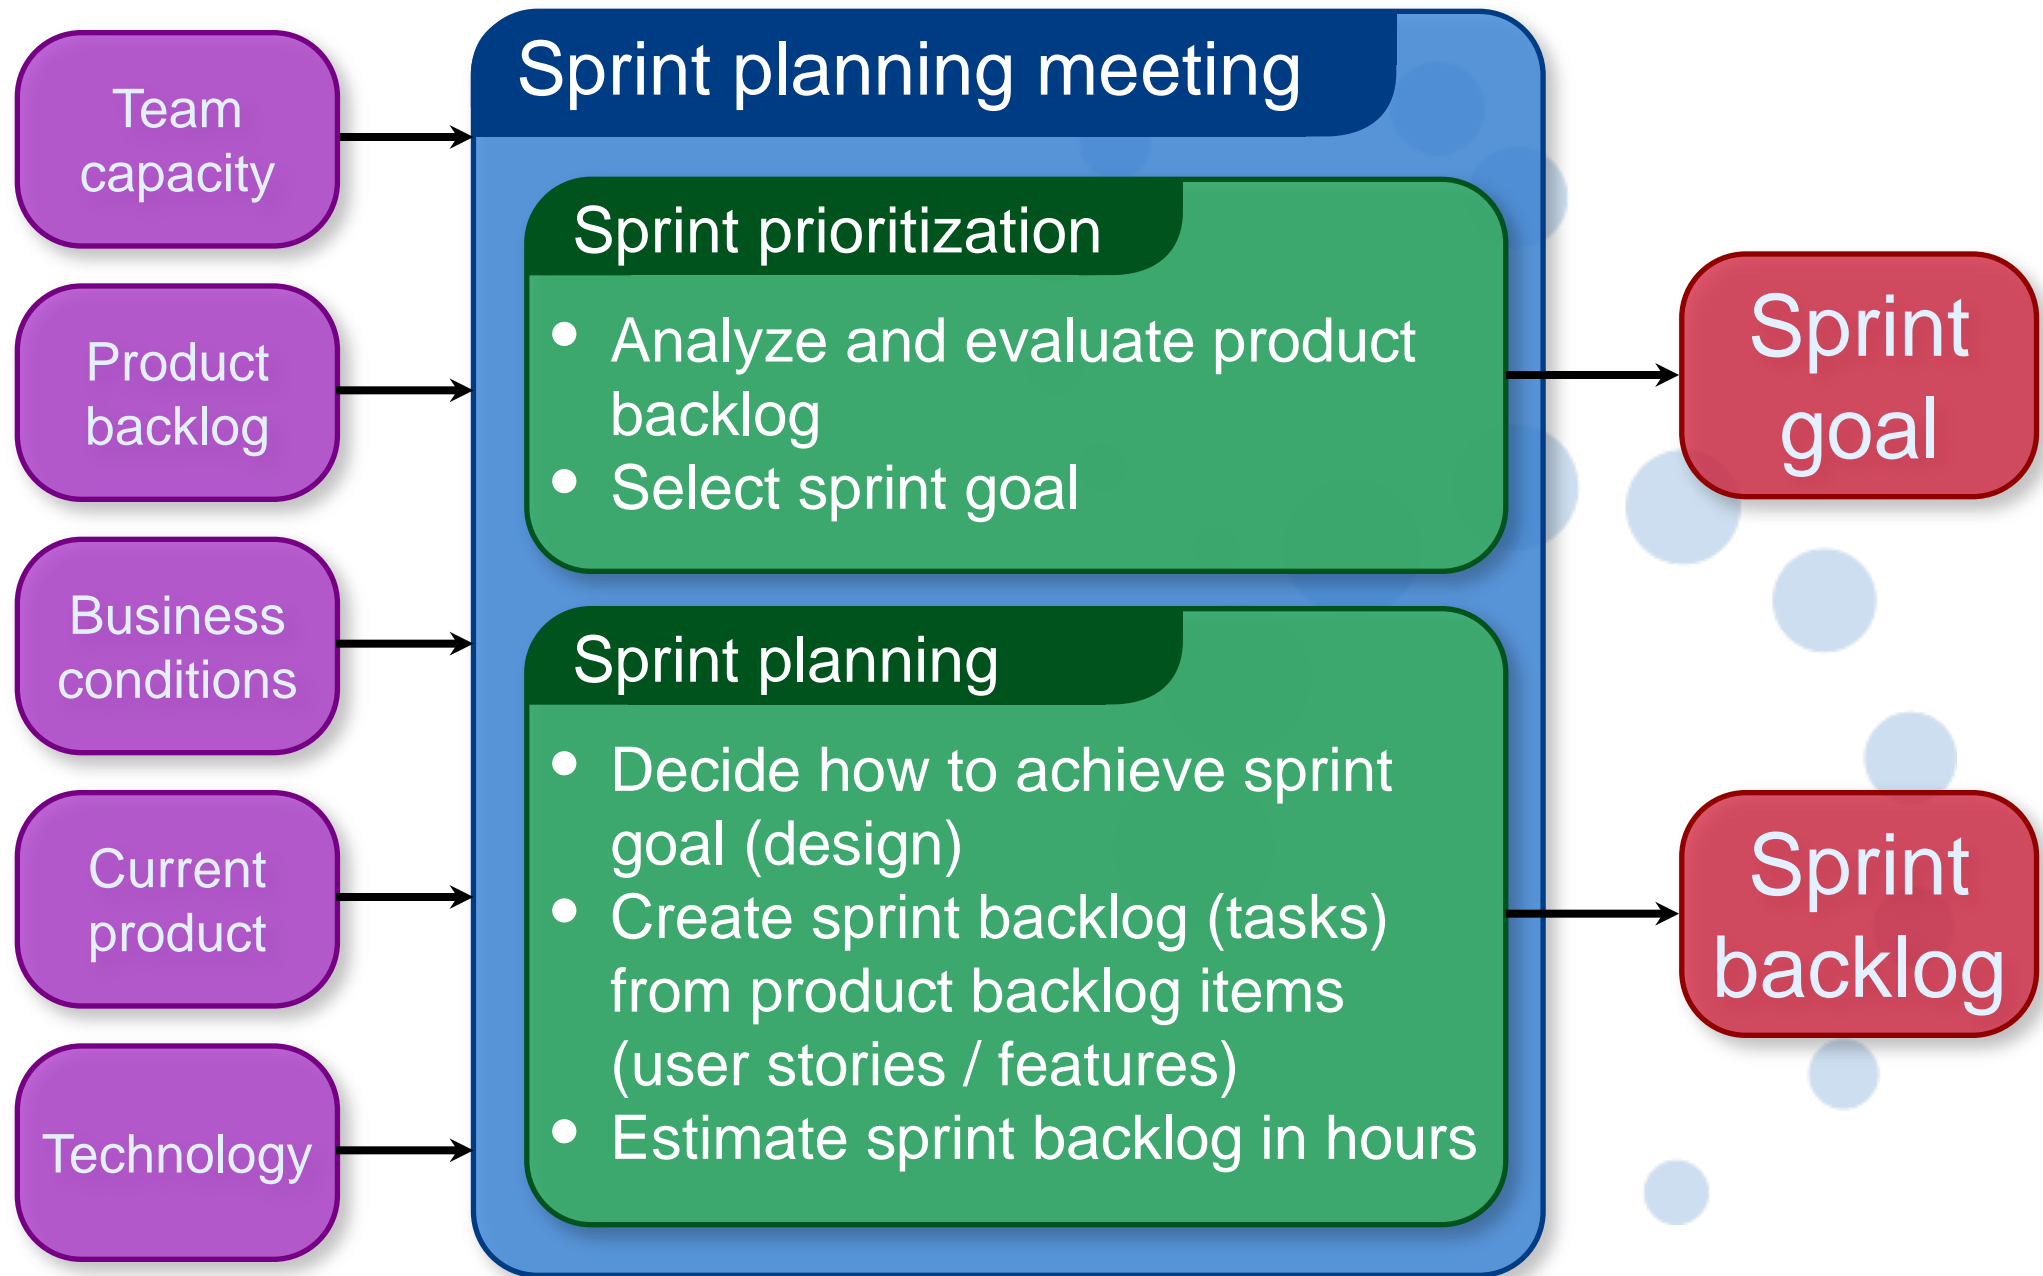 Team
capacity
Product
backlog
Business
conditions
Current
product
Technology
Sprint planning meeting
Sprint prioritization
• Analyze and evaluate product
backlog
• Select sprint goal
Sprint planning
• Decide how to achieve sprint
goal (design)
• Create sprint backlog (tasks)
from product backlog items
(user stories / features)
• Estimate sprint backlog in hours
Sprint
goal
Sprint
backlog